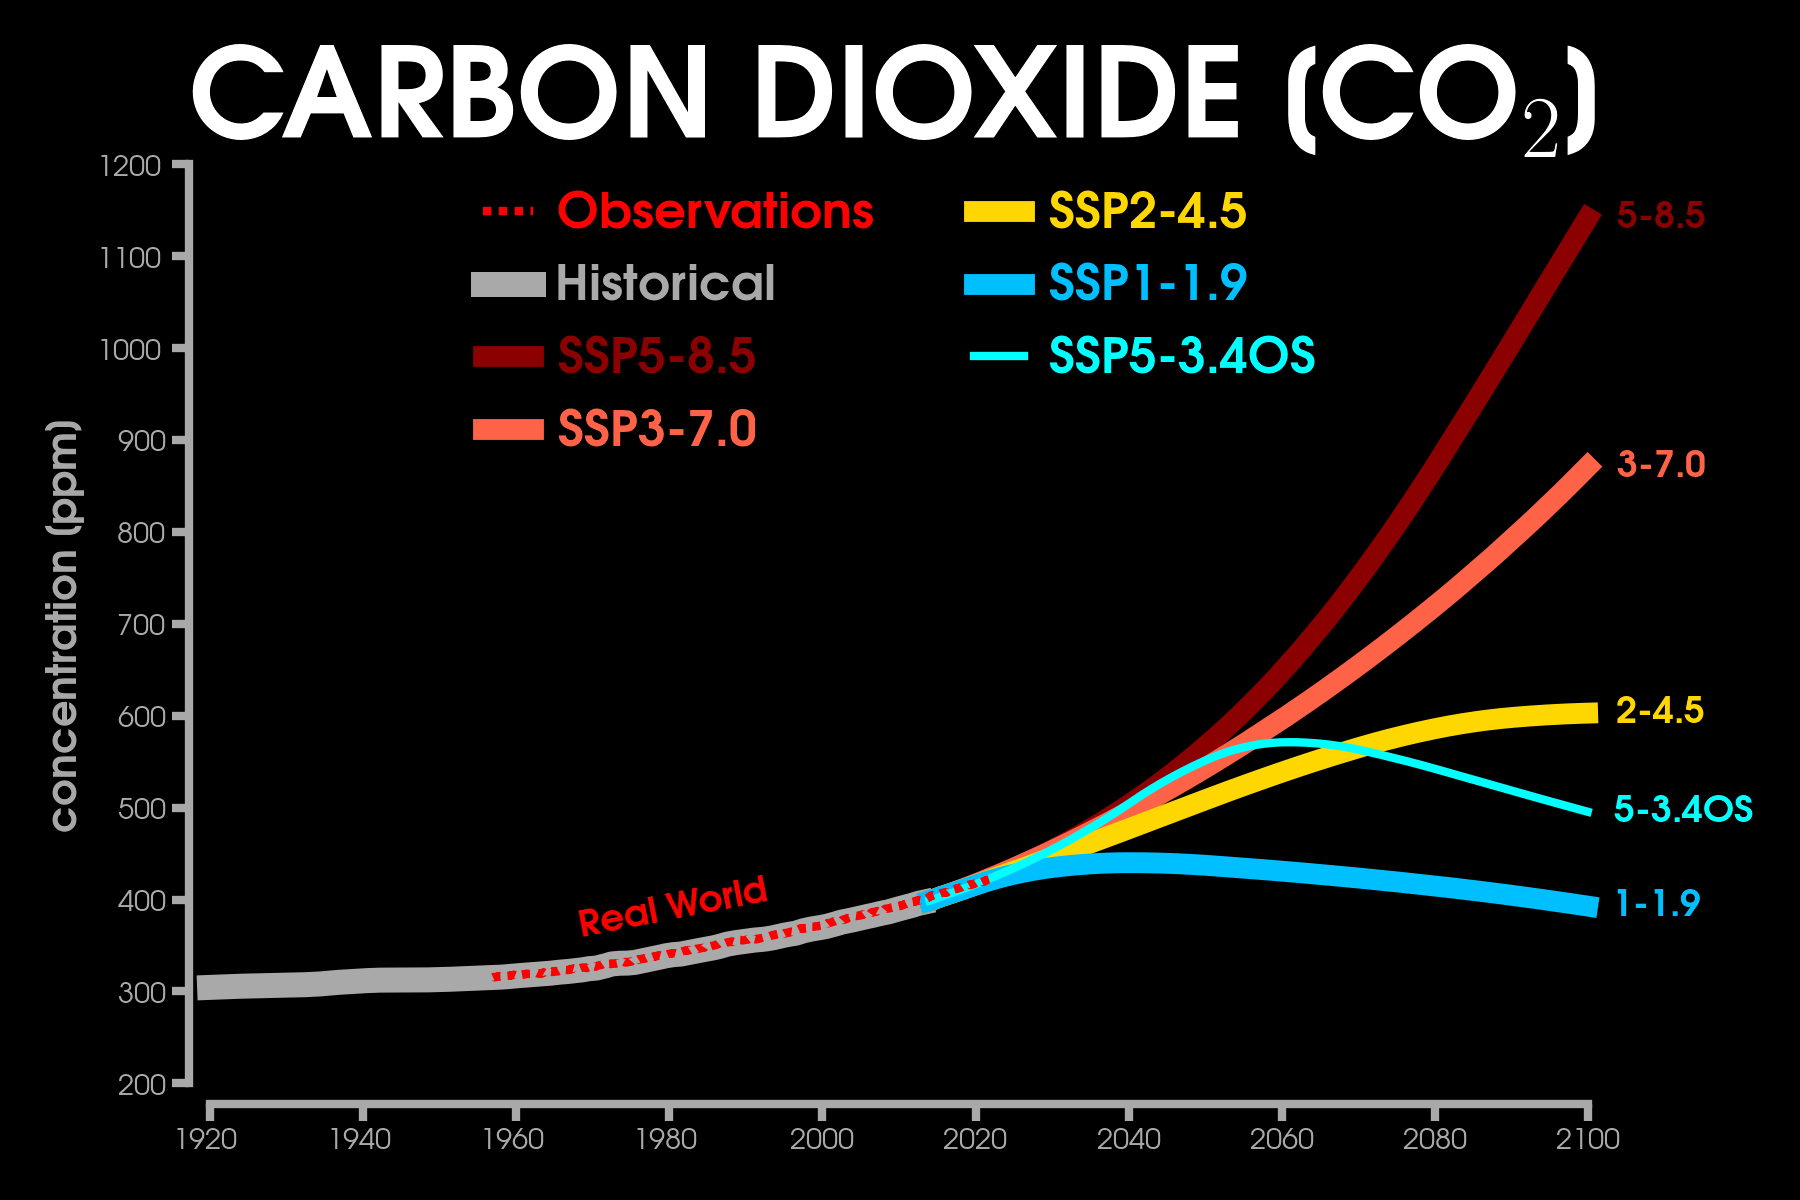 CARBON DIOXIDE (CO₂)
1200
1100
1000
900
800
700
600
500
400
300
200
concentration (ppm)
Observations
Historical
SSP5-8.5
SSP3-7.0
SSP2-4.5
SSP1-1.9
SSP5-3.4OS
5-8.5
3-7.0
2-4.5
5-3.4OS
1-1.9
Real World
1920 1940 1960 1980 2000 2020 2040 2060 2080 2100